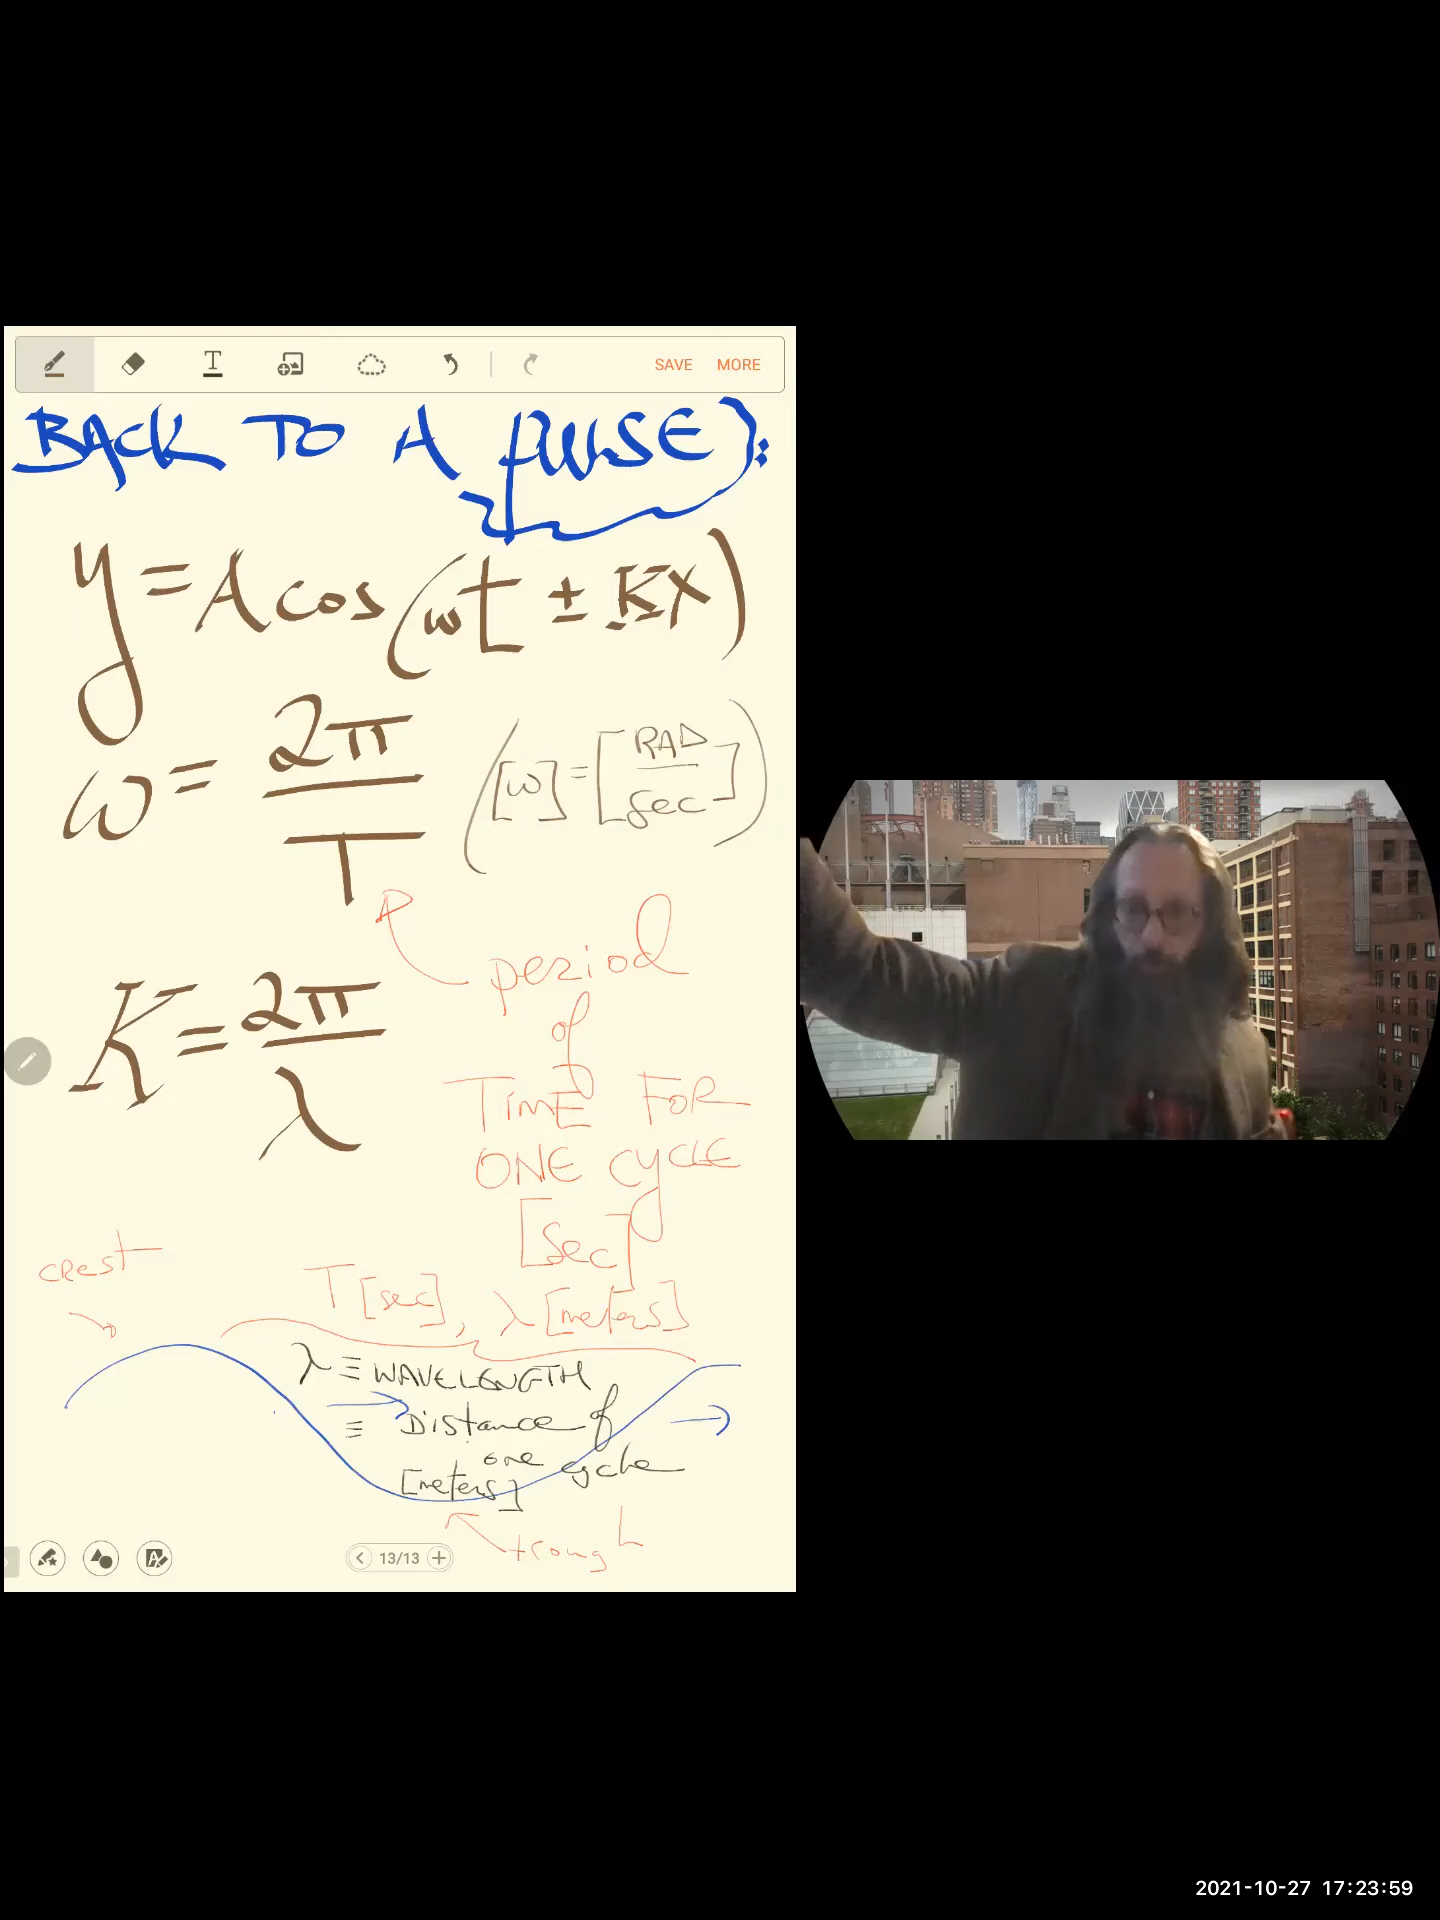 T
SAVE MORE
BACK TO A {PULSE}:
y = A cos(ωt ± Kx)
ω = 2π/T ([ω] = [RAD/sec])
period
of
TIME FOR
ONE CYCLE
[sec]
K = 2π/λ
crest
T [sec], λ [meters]
λ ≡ WAVELENGTH
≡ Distance of
one cycle
[meters]
trough
13/13
2021-10-27 17:23:59